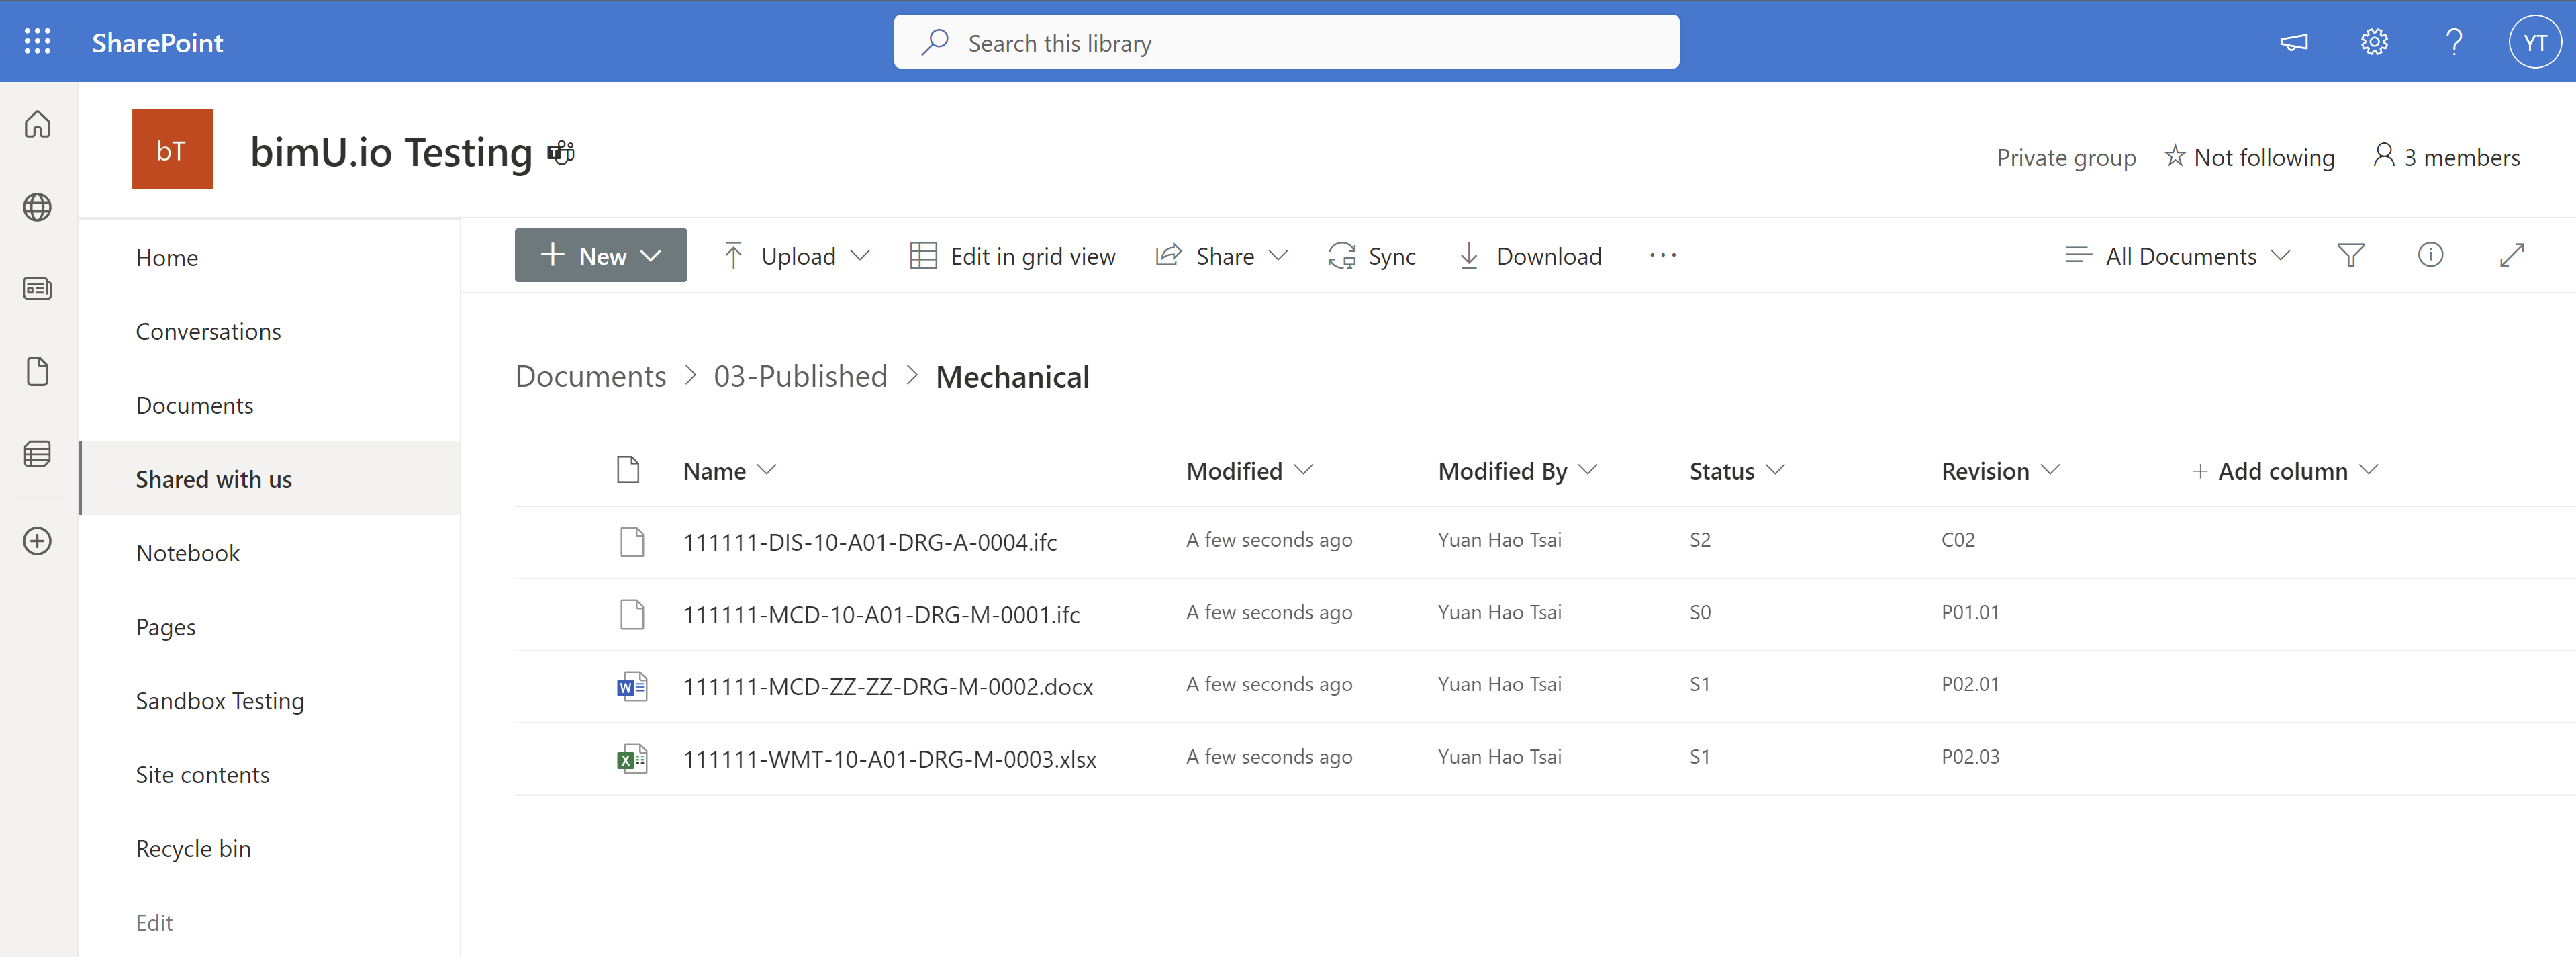 SharePoint
Search this library
YT
bT
bimU.io Testing
Private group
Not following
3 members
Home
Conversations
Documents
Shared with us
Notebook
Pages
Sandbox Testing
Site contents
Recycle bin
Edit
New
Upload
Edit in grid view
Share
Sync
Download
All Documents
Documents > 03-Published > Mechanical
Name Modified Modified By Status Revision + Add column
111111-DIS-10-A01-DRG-A-0004.ifc A few seconds ago Yuan Hao Tsai S2 C02
111111-MCD-10-A01-DRG-M-0001.ifc A few seconds ago Yuan Hao Tsai S0 P01.01
111111-MCD-ZZ-ZZ-DRG-M-0002.docx A few seconds ago Yuan Hao Tsai S1 P02.01
111111-WMT-10-A01-DRG-M-0003.xlsx A few seconds ago Yuan Hao Tsai S1 P02.03